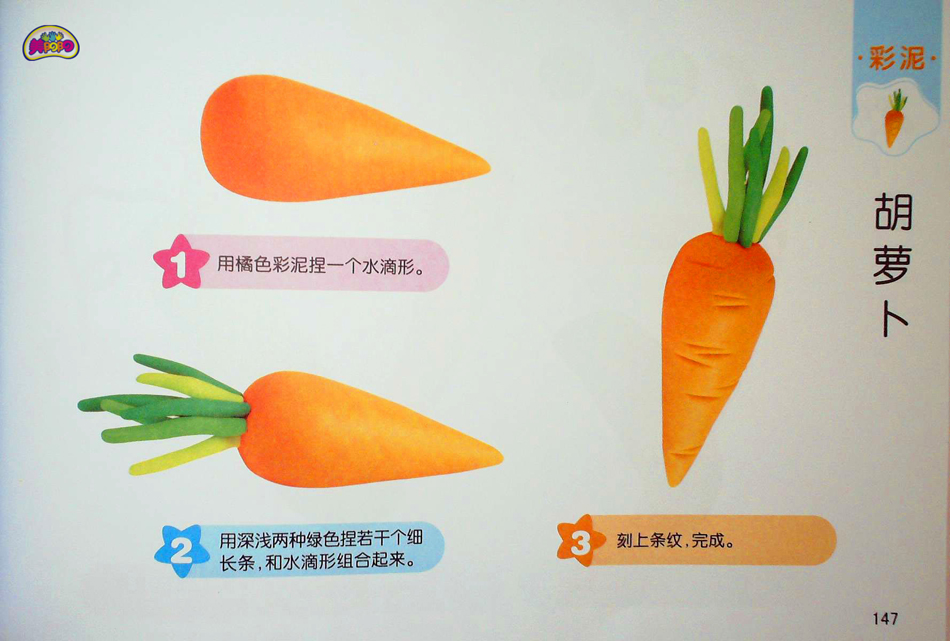 彩泥
胡萝卜
1
用橘色彩泥捏一个水滴形。
2
用深浅两种绿色捏若干个细
长条,和水滴形组合起来。
3
刻上条纹,完成。
147